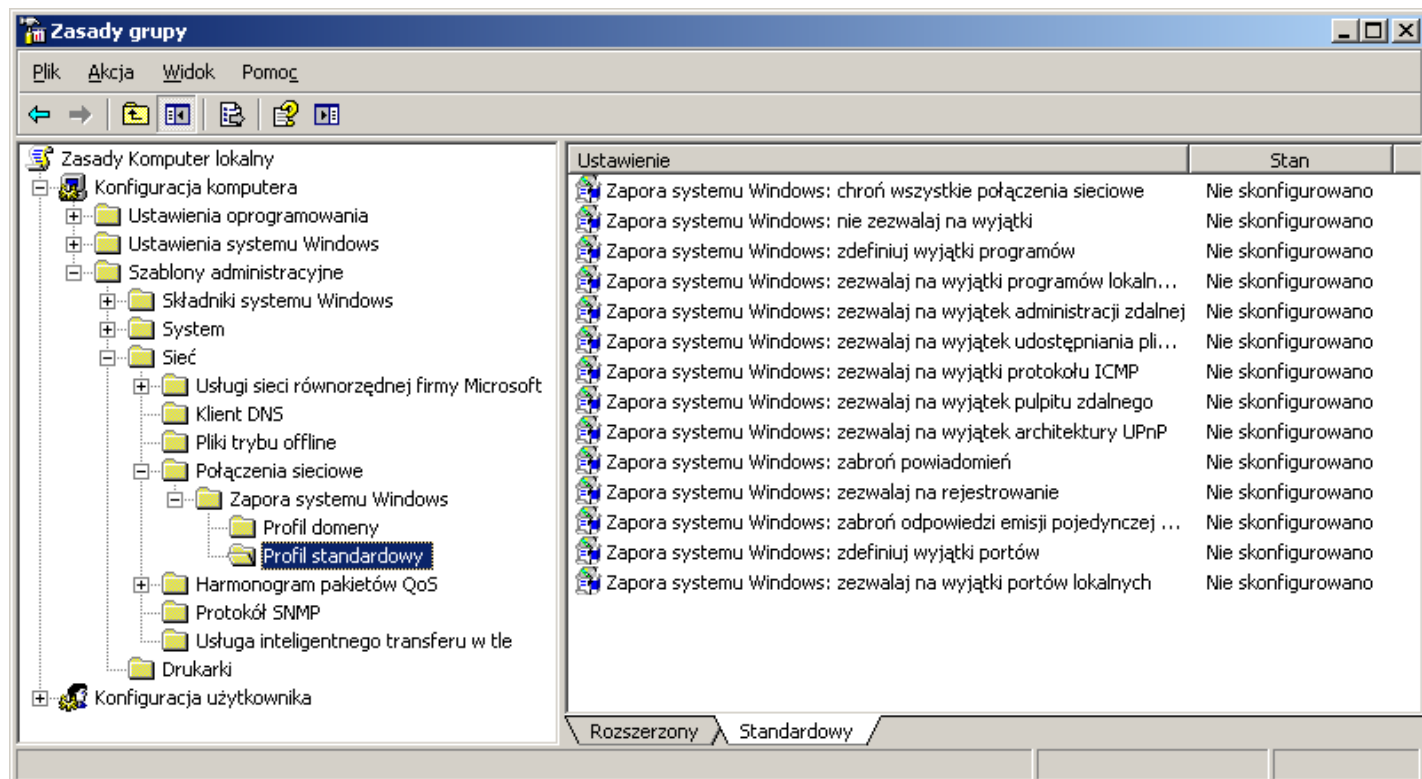 Zasady grupy
Plik Akcja Widok Pomoc
Zasady Komputer lokalny
Konfiguracja komputera
Ustawienia oprogramowania
Ustawienia systemu Windows
Szablony administracyjne
Składniki systemu Windows
System
Sieć
Usługi sieci równorzędnej firmy Microsoft
Klient DNS
Pliki trybu offline
Połączenia sieciowe
Zapora systemu Windows
Profil domeny
Profil standardowy
Harmonogram pakietów QoS
Protokół SNMP
Usługa inteligentnego transferu w tle
Drukarki
Konfiguracja użytkownika
Ustawienie Stan
Zapora systemu Windows: chroń wszystkie połączenia sieciowe Nie skonfigurowano
Zapora systemu Windows: nie zezwalaj na wyjątki Nie skonfigurowano
Zapora systemu Windows: zdefiniuj wyjątki programów Nie skonfigurowano
Zapora systemu Windows: zezwalaj na wyjątki programów lokaln... Nie skonfigurowano
Zapora systemu Windows: zezwalaj na wyjątek administracji zdalnej Nie skonfigurowano
Zapora systemu Windows: zezwalaj na wyjątek udostępniania pli... Nie skonfigurowano
Zapora systemu Windows: zezwalaj na wyjątki protokołu ICMP Nie skonfigurowano
Zapora systemu Windows: zezwalaj na wyjątek pulpitu zdalnego Nie skonfigurowano
Zapora systemu Windows: zezwalaj na wyjątek architektury UPnP Nie skonfigurowano
Zapora systemu Windows: zabroń powiadomień Nie skonfigurowano
Zapora systemu Windows: zezwalaj na rejestrowanie Nie skonfigurowano
Zapora systemu Windows: zabroń odpowiedzi emisji pojedynczej ... Nie skonfigurowano
Zapora systemu Windows: zdefiniuj wyjątki portów Nie skonfigurowano
Zapora systemu Windows: zezwalaj na wyjątki portów lokalnych Nie skonfigurowano
Rozszerzony Standardowy